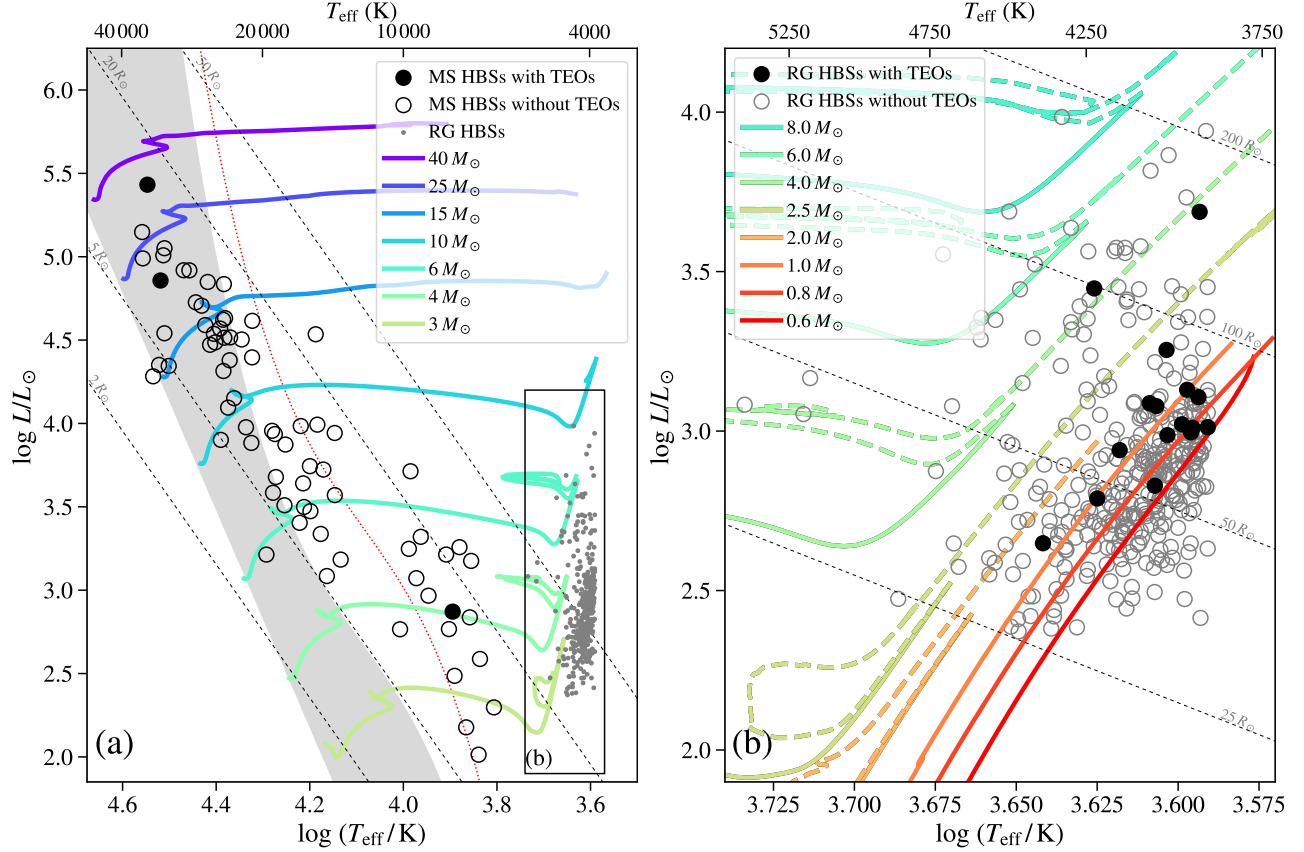 T_eff (K)
40000 20000 10000 4000
log L/L⊙
6.0
5.5
5.0
4.5
4.0
3.5
3.0
2.5
2.0
20 R⊙
50 R⊙
5 R⊙
2 R⊙
MS HBSs with TEOs
MS HBSs without TEOs
RG HBSs
40 M⊙
25 M⊙
15 M⊙
10 M⊙
6 M⊙
4 M⊙
3 M⊙
(a)
(b)
4.6 4.4 4.2 4.0 3.8 3.6
log (T_eff/K)
T_eff (K)
5250 4750 4250 3750
log L/L⊙
4.0
3.5
3.0
2.5
2.0
RG HBSs with TEOs
RG HBSs without TEOs
8.0 M⊙
6.0 M⊙
4.0 M⊙
2.5 M⊙
2.0 M⊙
1.0 M⊙
0.8 M⊙
0.6 M⊙
200 R⊙
100 R⊙
50 R⊙
25 R⊙
(b)
3.725 3.700 3.675 3.650 3.625 3.600 3.575
log (T_eff/K)